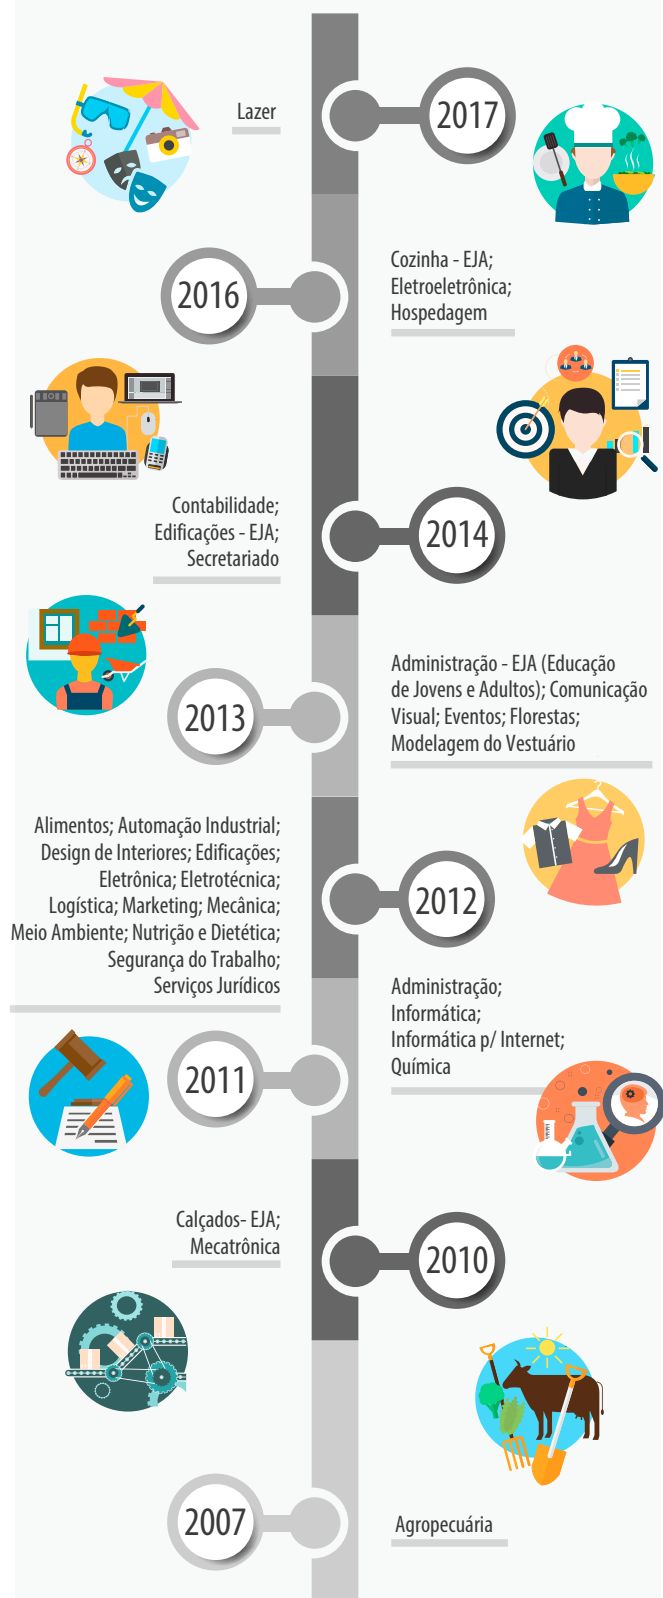 Lazer
2017
2016
Cozinha - EJA;
Eletroeletrônica;
Hospedagem
Contabilidade;
Edificações - EJA;
Secretariado
2014
2013
Administração - EJA (Educação
de Jovens e Adultos); Comunicação
Visual; Eventos; Florestas;
Modelagem do Vestuário
Alimentos; Automação Industrial;
Design de Interiores; Edificações;
Eletrônica; Eletrotécnica;
Logística; Marketing; Mecânica;
Meio Ambiente; Nutrição e Dietética;
Segurança do Trabalho;
Serviços Jurídicos
2012
2011
Administração;
Informática;
Informática p/ Internet;
Química
Calçados- EJA;
Mecatrônica
2010
2007
Agropecuária